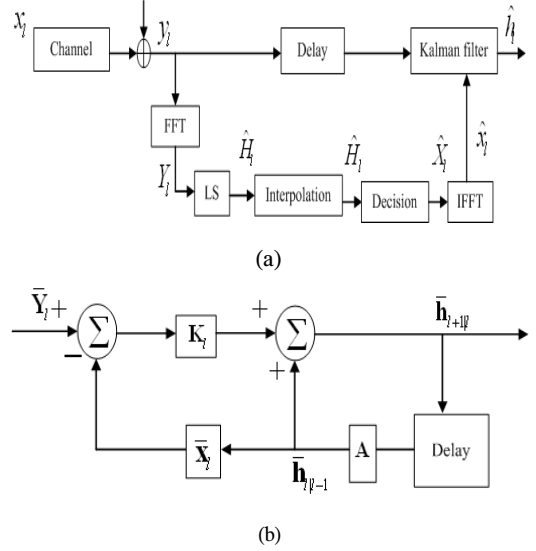 x_l
y_l
ĥ_l
Channel
Delay
Kalman filter
FFT
Y_l
Ĥ_l
Ĥ_l
X̂_l
x̂_l
LS
Interpolation
Decision
IFFT
(a)
Ȳ_l +
−
Σ
K_l
+
+
Σ
h̄_{l+1|l}
x̄_l
h̄_{l|l-1}
A
Delay
(b)